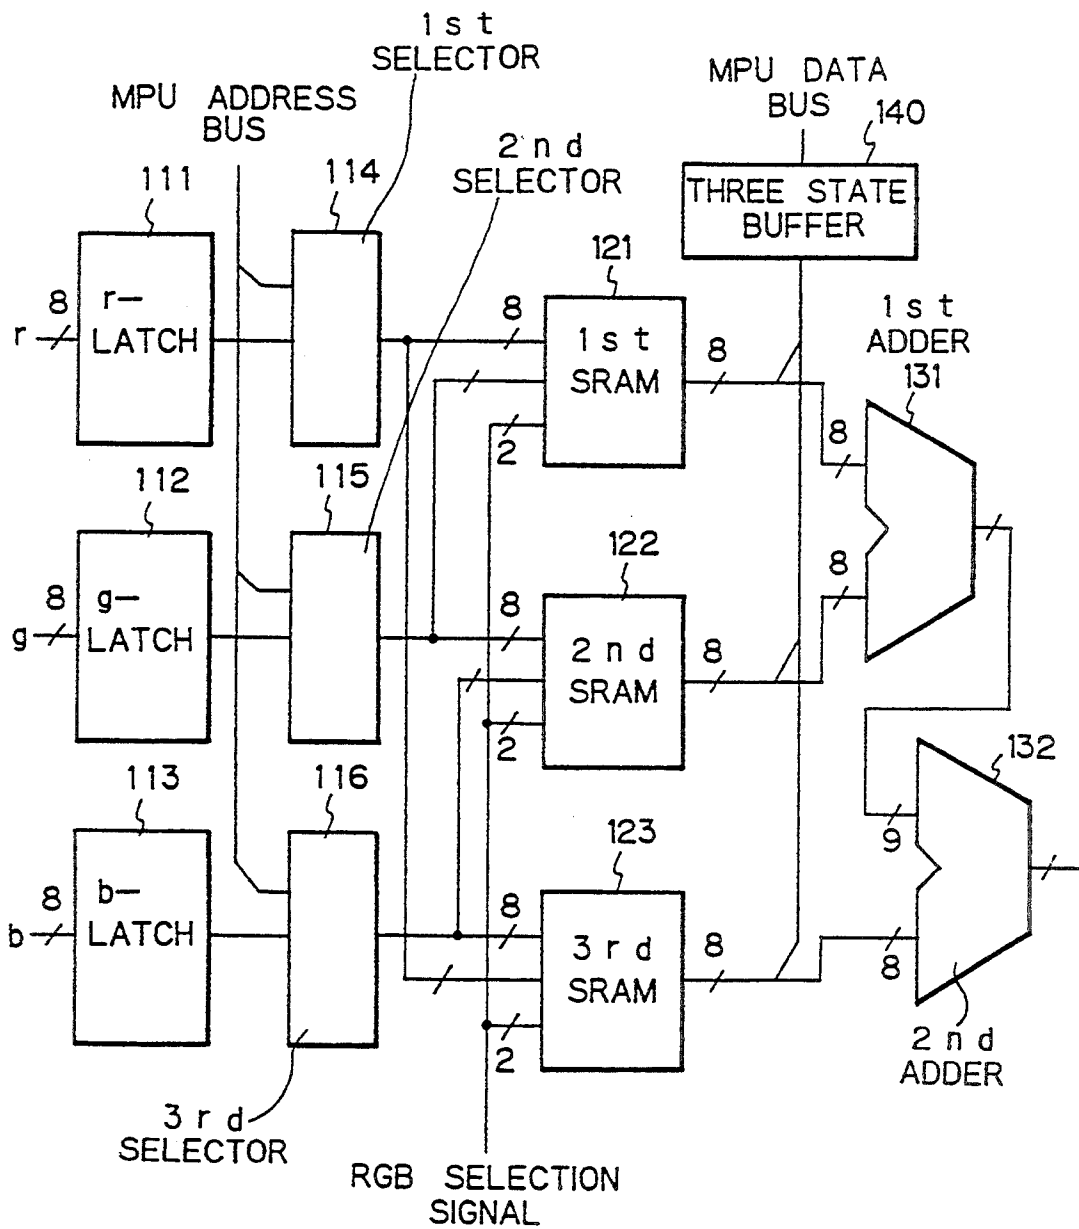 1st
SELECTOR
MPU ADDRESS
BUS
MPU DATA
BUS
140
2nd
SELECTOR
111
114
THREE STATE
BUFFER
121
8
r
r-
LATCH
8
1st
SRAM
8
2
1st
ADDER
131
8
112
115
122
8
8
g
g-
LATCH
8
2nd
SRAM
8
2
113
116
123
132
9
8
b
b-
LATCH
8
3rd
SRAM
8
2
8
2nd
ADDER
3rd
SELECTOR
RGB SELECTION
SIGNAL